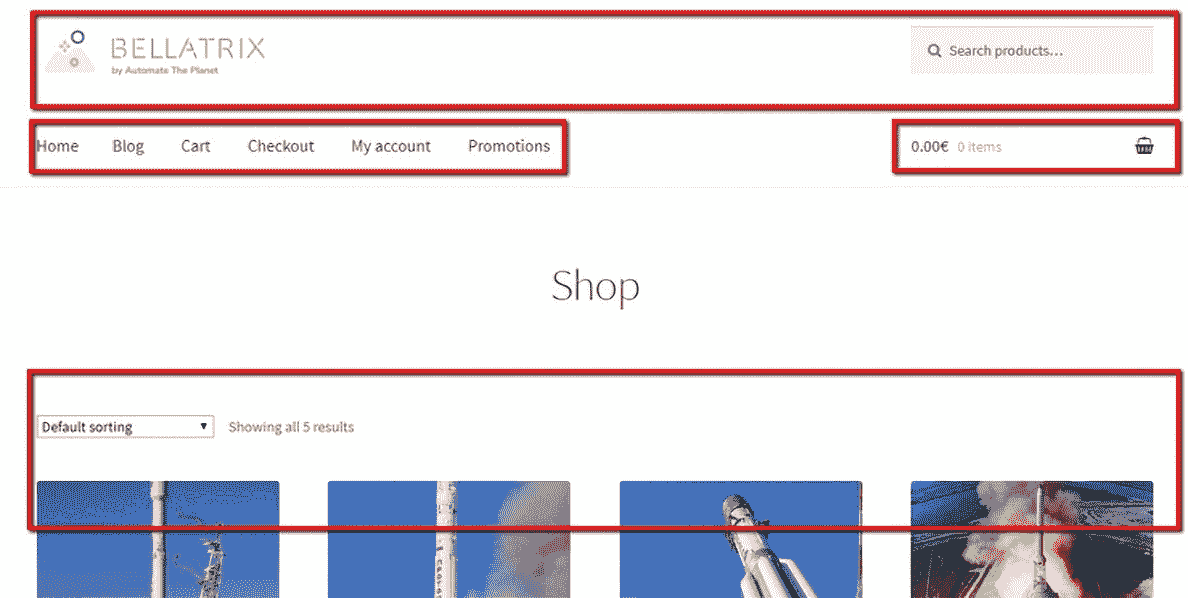 BELLATRIX
by Automate The Planet
Search products…
Home Blog Cart Checkout My account Promotions
0.00€ 0 items
Shop
Default sorting ▼ Showing all 5 results